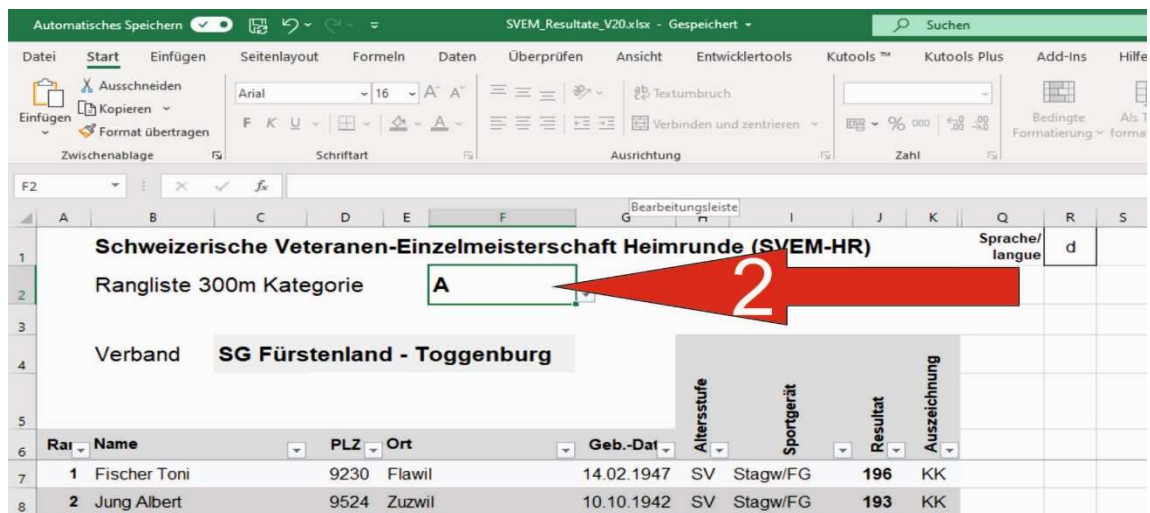 Automatisches Speichern SVEM_Resultate_V20.xlsx - Gespeichert Suchen
Datei Start Einfügen Seitenlayout Formeln Daten Überprüfen Ansicht Entwicklertools Kutools ™ Kutools Plus Add-Ins Hilfe
Einfügen
Ausschneiden
Kopieren
Format übertragen
Zwischenablage
Arial 16 A A
F K U A
Schriftart
ab Textumbruch
Verbinden und zentrieren
Ausrichtung
% 000
Zahl
Bedingte
Formatierung
Als
F2 fx
Bearbeitungsleiste
A B C D E F G H I J K Q R S
1 Schweizerische Veteranen-Einzelmeisterschaft Heimrunde (SVEM-HR) Sprache/
langue d
2 Rangliste 300m Kategorie A 2
3
4 Verband SG Fürstenland - Toggenburg
5
6 Name PLZ Ort Altersstufe Sportgerät Resultat Auszeichnung
7 1 Fischer Toni 9230 Flawil 14.02.1947 SV Stagw/FG 196 KK
8 2 Jung Albert 9524 Zuzwil 10.10.1942 SV Stagw/FG 193 KK